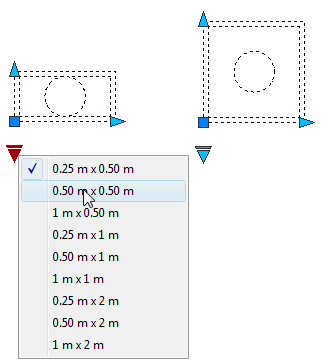 0.25 m x 0.50 m
0.50 m x 0.50 m
1 m x 0.50 m
0.25 m x 1 m
0.50 m x 1 m
1 m x 1 m
0.25 m x 2 m
0.50 m x 2 m
1 m x 2 m